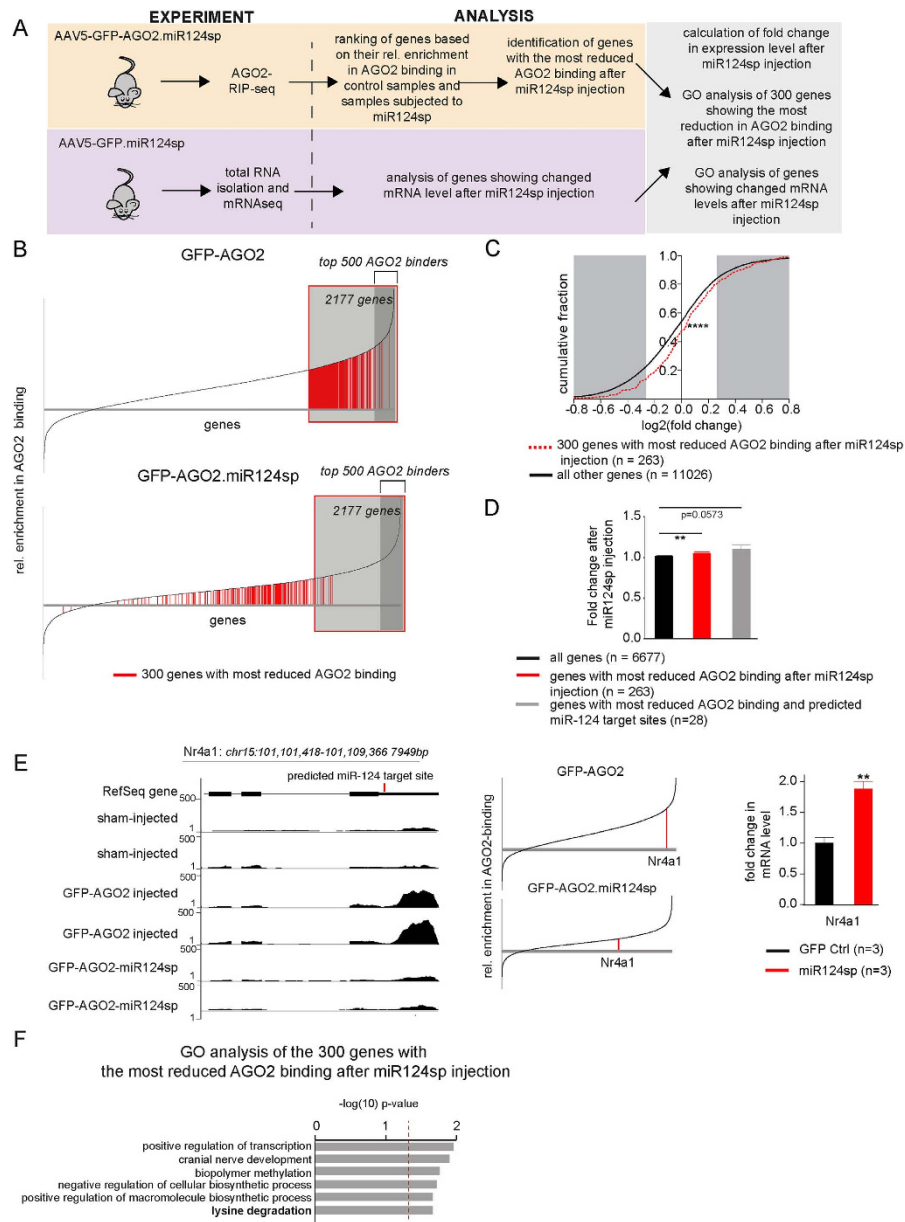 A
EXPERIMENT
ANALYSIS
AAV5-GFP-AGO2.miR124sp
AGO2-
RIP-seq
ranking of genes based
on their rel. enrichment
in AGO2 binding in
control samples and
samples subjected to
miR124sp
identification of genes
with the most reduced
AGO2 binding after
miR124sp injection
calculation of fold change
in expression level after
miR124sp injection
GO analysis of 300 genes
showing the most
reduction in AGO2 binding
after miR124sp injection
GO analysis of genes
showing changed mRNA
levels after miR124sp
injection
AAV5-GFP.miR124sp
total RNA
isolation and
mRNAseq
analysis of genes showing changed
mRNA level after miR124sp injection
B
GFP-AGO2
top 500 AGO2 binders
2177 genes
genes
rel. enrichment in AGO2 binding
GFP-AGO2.miR124sp
top 500 AGO2 binders
2177 genes
genes
300 genes with most reduced AGO2 binding
C
cumulative fraction
1.0
0.8
0.6
0.4
0.2
****
-0.8 -0.6 -0.4 -0.2 0.0 0.2 0.4 0.6 0.8
log2(fold change)
300 genes with most reduced AGO2 binding after miR124sp
injection (n = 263)
all other genes (n = 11026)
D
Fold change after
miR124sp injection
1.5
1.0
0.5
0.0
p=0.0573
**
all genes (n = 6677)
genes with most reduced AGO2 binding after miR124sp
injection (n = 263)
genes with most reduced AGO2 binding and predicted
miR-124 target sites (n=28)
E
Nr4a1: chr15:101,101,418-101,109,366 7949bp
predicted miR-124 target site
RefSeq gene
500
sham-injected
1
500
sham-injected
1
500
GFP-AGO2 injected
1
500
GFP-AGO2 injected
1
500
GFP-AGO2-miR124sp
1
500
GFP-AGO2-miR124sp
1
rel. enrichment in AGO2-binding
GFP-AGO2
Nr4a1
GFP-AGO2.miR124sp
Nr4a1
fold change in
mRNA level
2.0
1.5
1.0
0.5
0.0
**
Nr4a1
GFP Ctrl (n=3)
miR124sp (n=3)
F
GO analysis of the 300 genes with
the most reduced AGO2 binding after miR124sp injection
-log(10) p-value
0 1 2
positive regulation of transcription
cranial nerve development
biopolymer methylation
negative regulation of cellular biosynthetic process
positive regulation of macromolecule biosynthetic process
lysine degradation